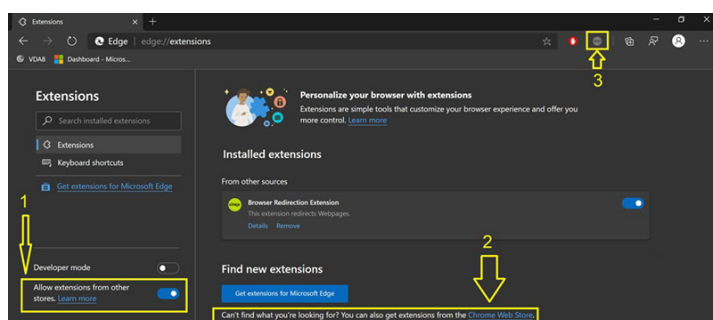 Extensions
Edge | edge://extensions
VDA8
Dashboard - Micros...
3
Extensions
Search installed extensions
Extensions
Keyboard shortcuts
Get extensions for Microsoft Edge
1
Developer mode
Allow extensions from other
stores. Learn more
Personalize your browser with extensions
Extensions are simple tools that customize your browser experience and offer you
more control. Learn more
Installed extensions
From other sources
citrix
Browser Redirection Extension
This extension redirects Webpages.
Details Remove
2
Find new extensions
Get extensions for Microsoft Edge
Can't find what you're looking for? You can also get extensions from the Chrome Web Store.